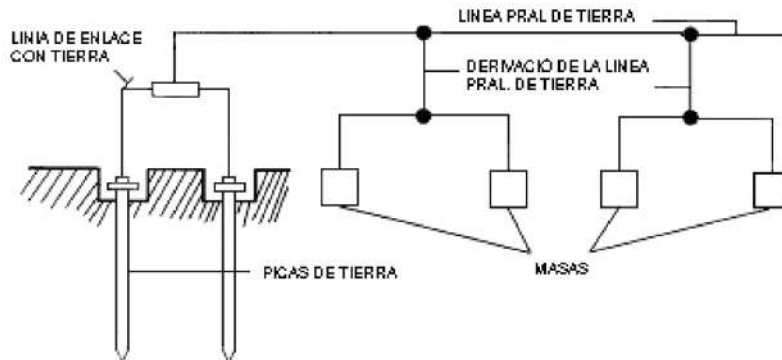 LINEA PRAL DE TIERRA
LINIA DE ENLACE
CON TIERRA
DERIVACIÓ DE LA LINEA
PRAL. DE TIERRA
PICAS DE TIERRA
MASAS